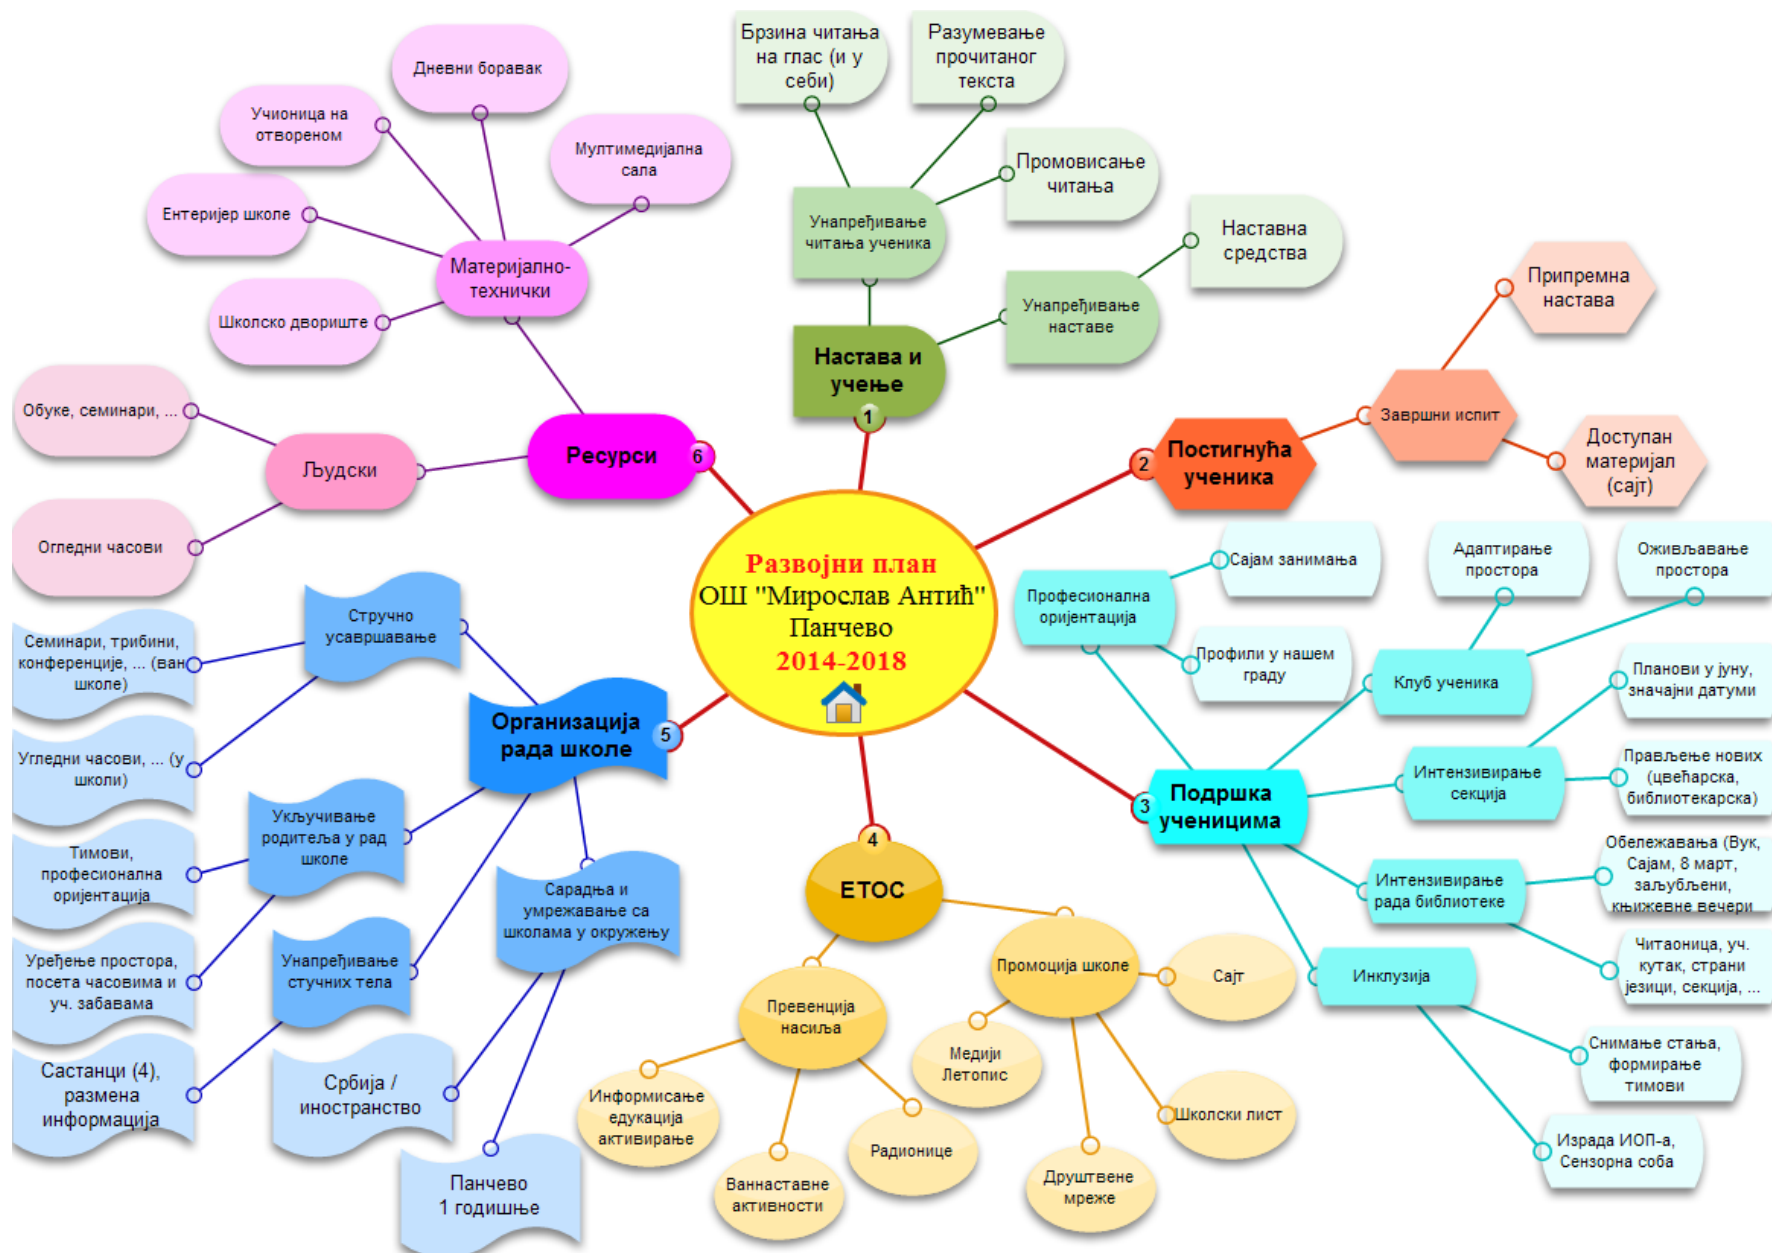 Развојни план
ОШ "Мирослав Антић"
Панчево
2014-2018
1
Настава и
учење
Унапређивање
читања ученика
Брзина читања
на глас (и у
себи)
Разумевање
прочитаног
текста
Промовисање
читања
Унапређивање
наставе
Наставна
средства
2
Постигнућа
ученика
Завршни испит
Припремна
настава
Доступан
материјал
(сајт)
3
Подршка
ученицима
Професионална
оријентација
Сајам занимања
Профили у нашем
граду
Клуб ученика
Адаптирање
простора
Оживљавање
простора
Интензивирање
секција
Планови у јуну,
значајни датуми
Прављење нових
(цвећарска,
библиотекарска)
Интензивирање
рада библиотеке
Обележавања (Вук,
Сајам, 8 март,
заљубљени,
књижевне вечери
Читаоница, уч.
кутак, страни
језици, секција, ...
Инклузија
Снимање стања,
формирање
тимови
Израда ИОП-а,
Сензорна соба
4
ЕТОС
Превенција
насиља
Информисање
едукација
активирање
Ваннаставне
активности
Радионице
Промоција школе
Медији
Летопис
Друштвене
мреже
Школски лист
Сајт
5
Организација
рада школе
Стручно
усавршавање
Семинари, трибини,
конференције, ... (ван
школе)
Угледни часови, ... (у
школи)
Укључивање
родитеља у рад
школе
Тимови,
професионална
оријентација
Уређење простора,
посета часовима и
уч. забавама
Унапређивање
стучних тела
Састанци (4),
размена
информација
Сарадња и
умрежавање са
школама у окружењу
Србија /
иностранство
Панчево
1 годишње
6
Ресурси
Људски
Обуке, семинари, ...
Огледни часови
Материјално-
технички
Школско двориште
Ентеријер школе
Учионица на
отвореном
Дневни боравак
Мултимедијална
сала